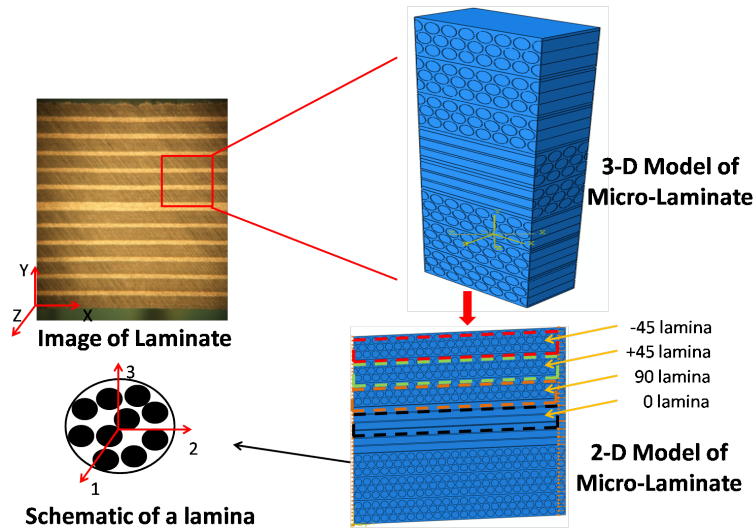 3-D Model of
Micro-Laminate
Y
Z
X
Image of Laminate
-45 lamina
+45 lamina
90 lamina
0 lamina
3
2
1
2-D Model of
Micro-Laminate
Schematic of a lamina